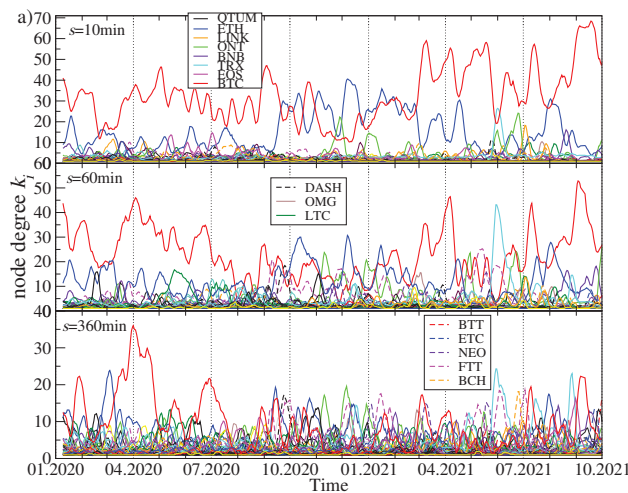 a)
70
60
50
40
30
20
10
60
s=10min
QTUM
ETH
LINK
ONT
BNB
TRX
EOS
BTC
50
40
30
20
10
40
s=60min
DASH
OMG
LTC
node degree k_i
30
20
10
0
s=360min
BTT
ETC
NEO
FTT
BCH
01.2020 04.2020 07.2020 10.2020 01.2021 04.2021 07.2021 10.2021
Time